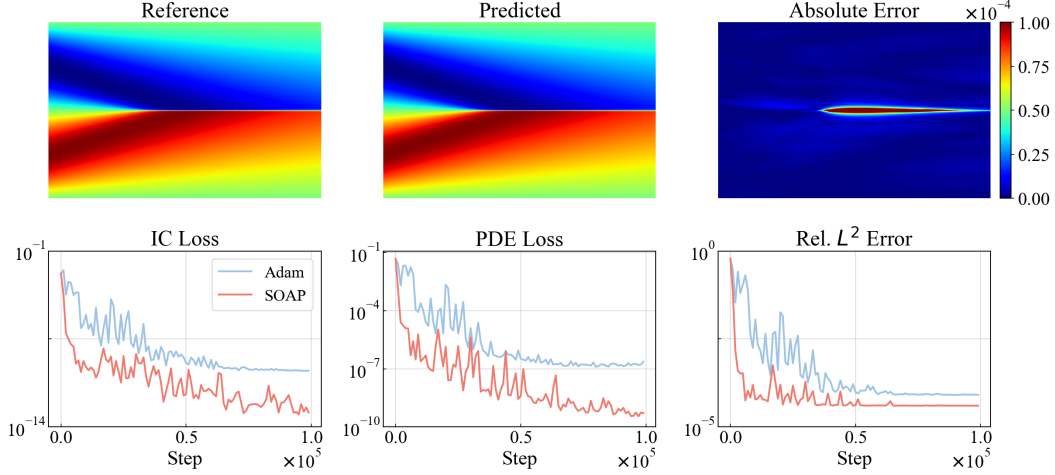 Reference
Predicted
Absolute Error
×10⁻⁴
1.00
0.75
0.50
0.25
0.00
IC Loss
10⁻¹
10⁻¹⁴
Adam
SOAP
0.0
0.5
1.0
Step
×10⁵
PDE Loss
10⁻¹
10⁻⁴
10⁻⁷
10⁻¹⁰
0.0
0.5
1.0
Step
×10⁵
Rel. L² Error
10⁰
10⁻⁵
0.0
0.5
1.0
Step
×10⁵